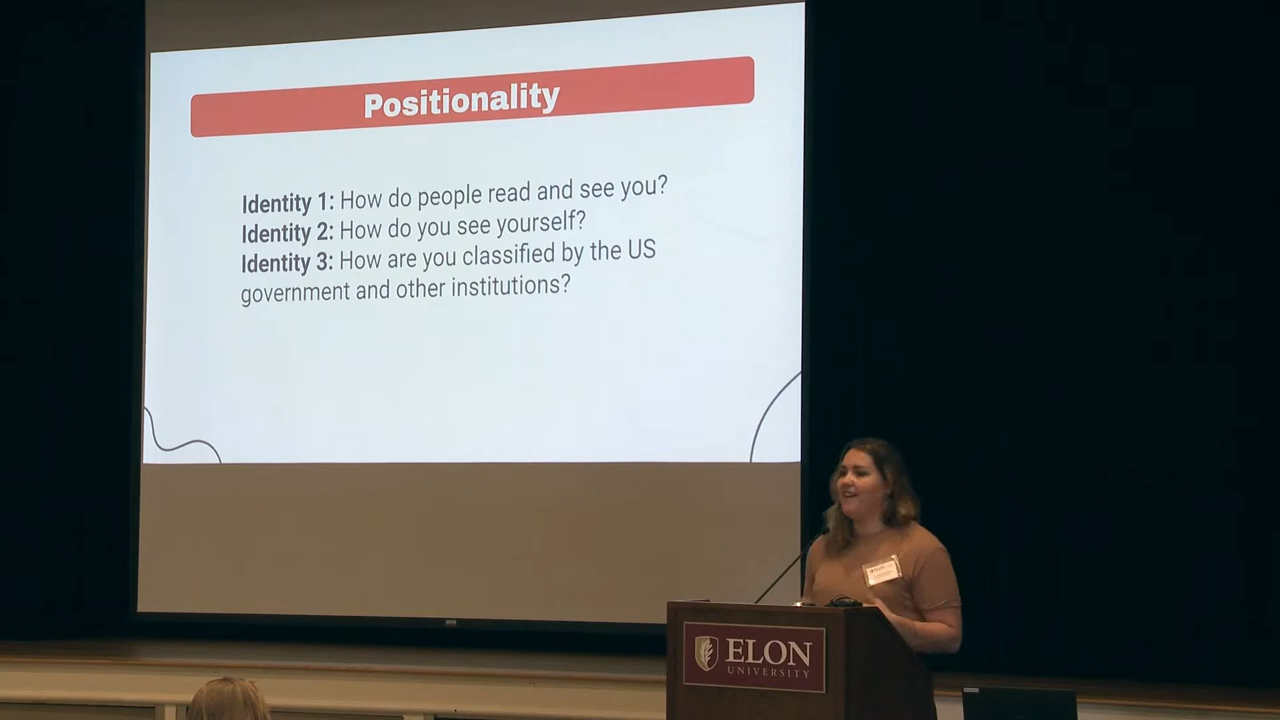 Positionality
Identity 1: How do people read and see you?
Identity 2: How do you see yourself?
Identity 3: How are you classified by the US
government and other institutions?
ELON
UNIVERSITY